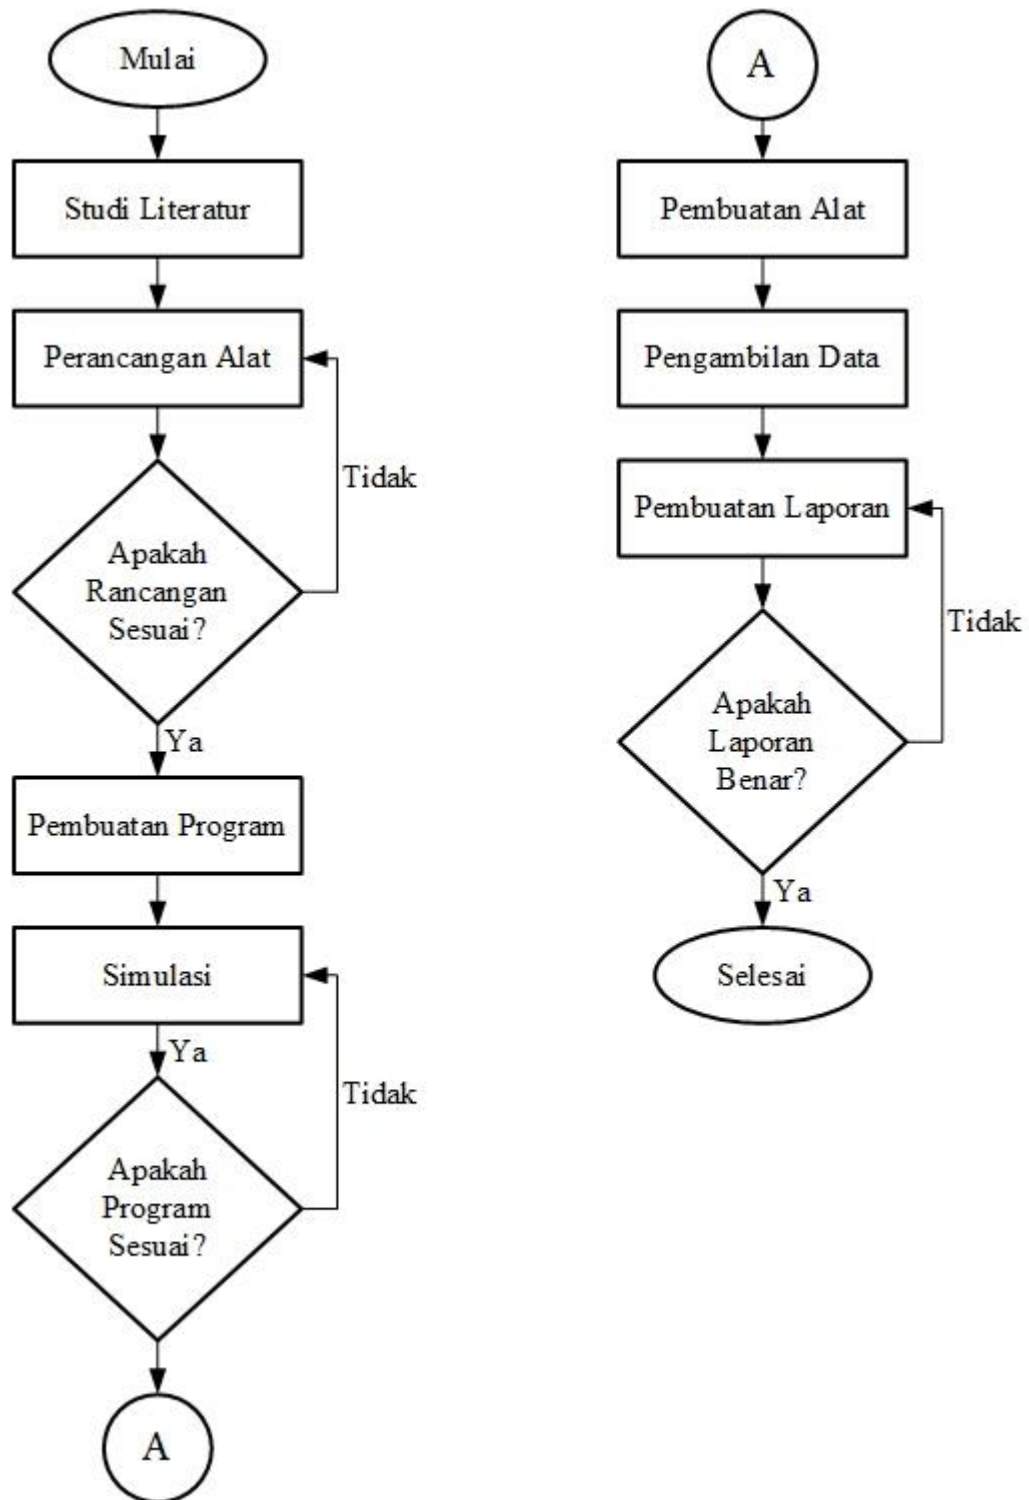 Mulai
Studi Literatur
Perancangan Alat
Tidak
Apakah
Rancangan
Sesuai?
Ya
Pembuatan Program
Simulasi
Ya
Tidak
Apakah
Program
Sesuai?
A
A
Pembuatan Alat
Pengambilan Data
Pembuatan Laporan
Tidak
Apakah
Laporan
Benar?
Ya
Selesai